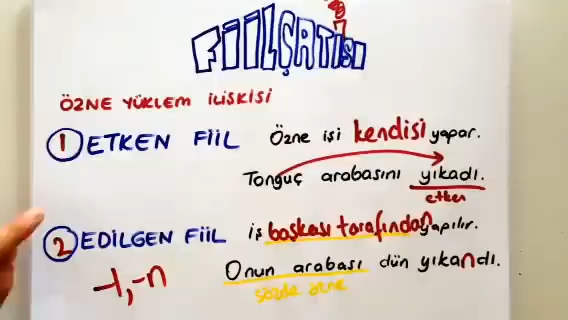 FİİLÇATISI
ÖZNE YÜKLEM İLİSKİSİ
1 ETKEN FİİL Özne işi kendisi yapar.
Tonguç arabasını yıkadı.
etken
2 EDİLGEN FİİL iş başkası tarafından yapılır.
-l, -n Onun arabası dün yıkandı.
sözde özne